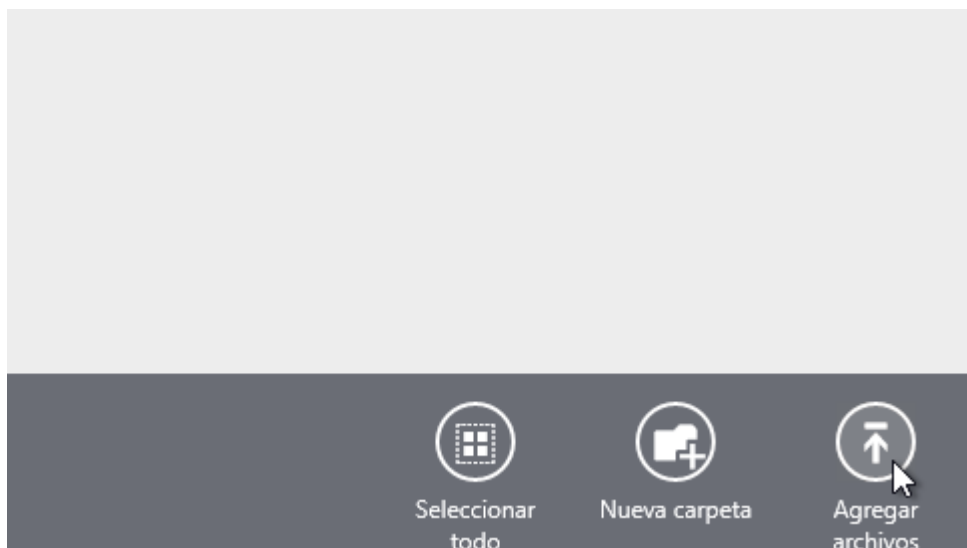 Seleccionar
todo
Nueva carpeta
Agregar
archivos